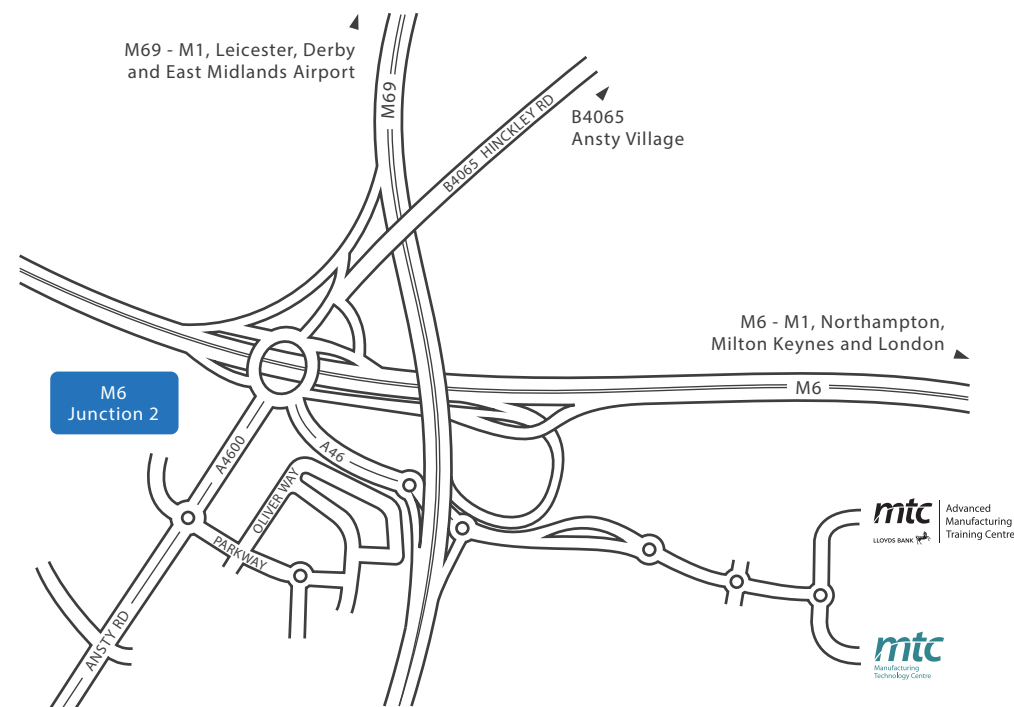 M69 - M1, Leicester, Derby
and East Midlands Airport
M69
B4065 HINCKLEY RD
B4065
Ansty Village
M6 - M1, Northampton,
Milton Keynes and London
M6
M6
Junction 2
A4600
A46
OLIVER WAY
PARKWAY
ANSTY RD
mtc
LLOYDS BANK
Advanced
Manufacturing
Training Centre
mtc
Manufacturing
Technology Centre